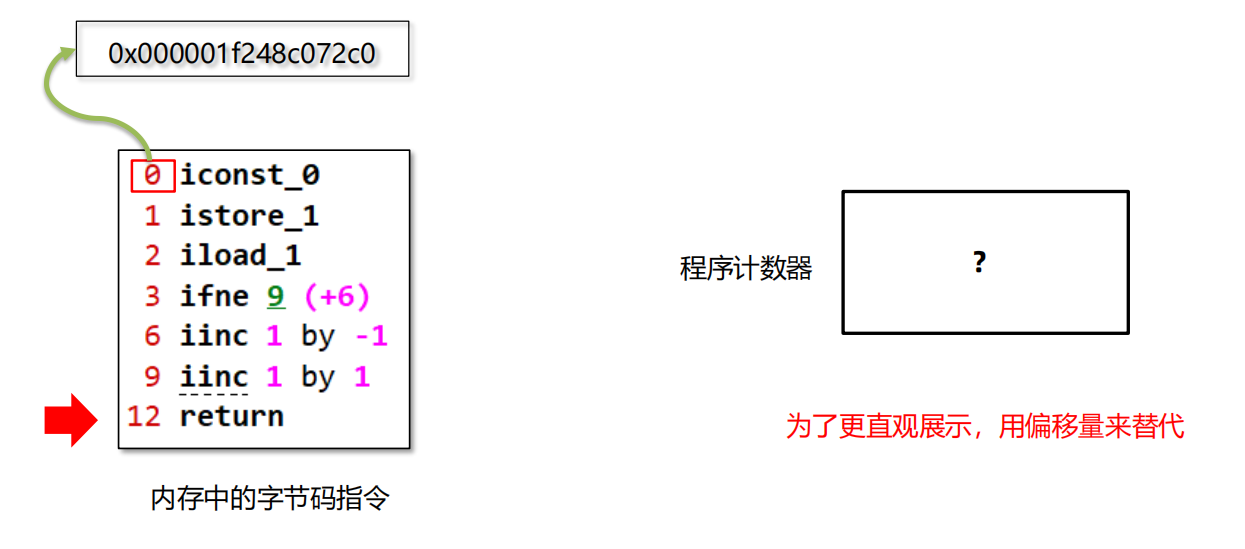 0x000001f248c072c0
0 iconst_0
1 istore_1
2 iload_1
3 ifne 9 (+6)
6 iinc 1 by -1
9 iinc 1 by 1
12 return
内存中的字节码指令
程序计数器
?
为了更直观展示，用偏移量来替代